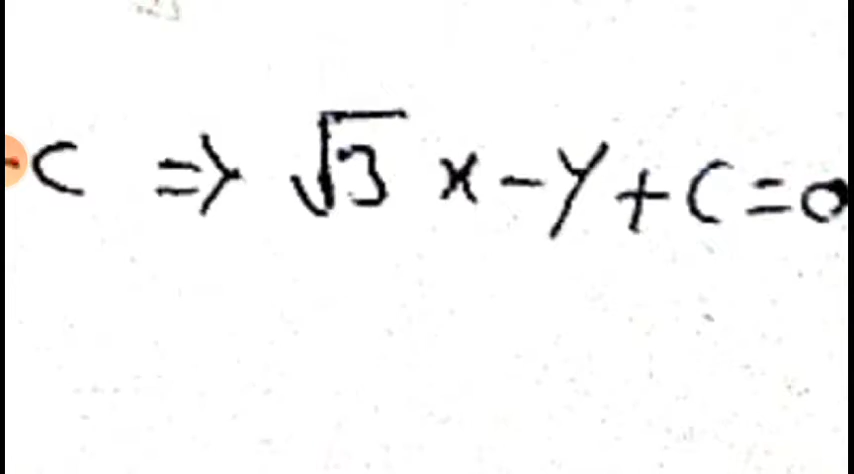 C ⇒ √3 x - y + C = 0